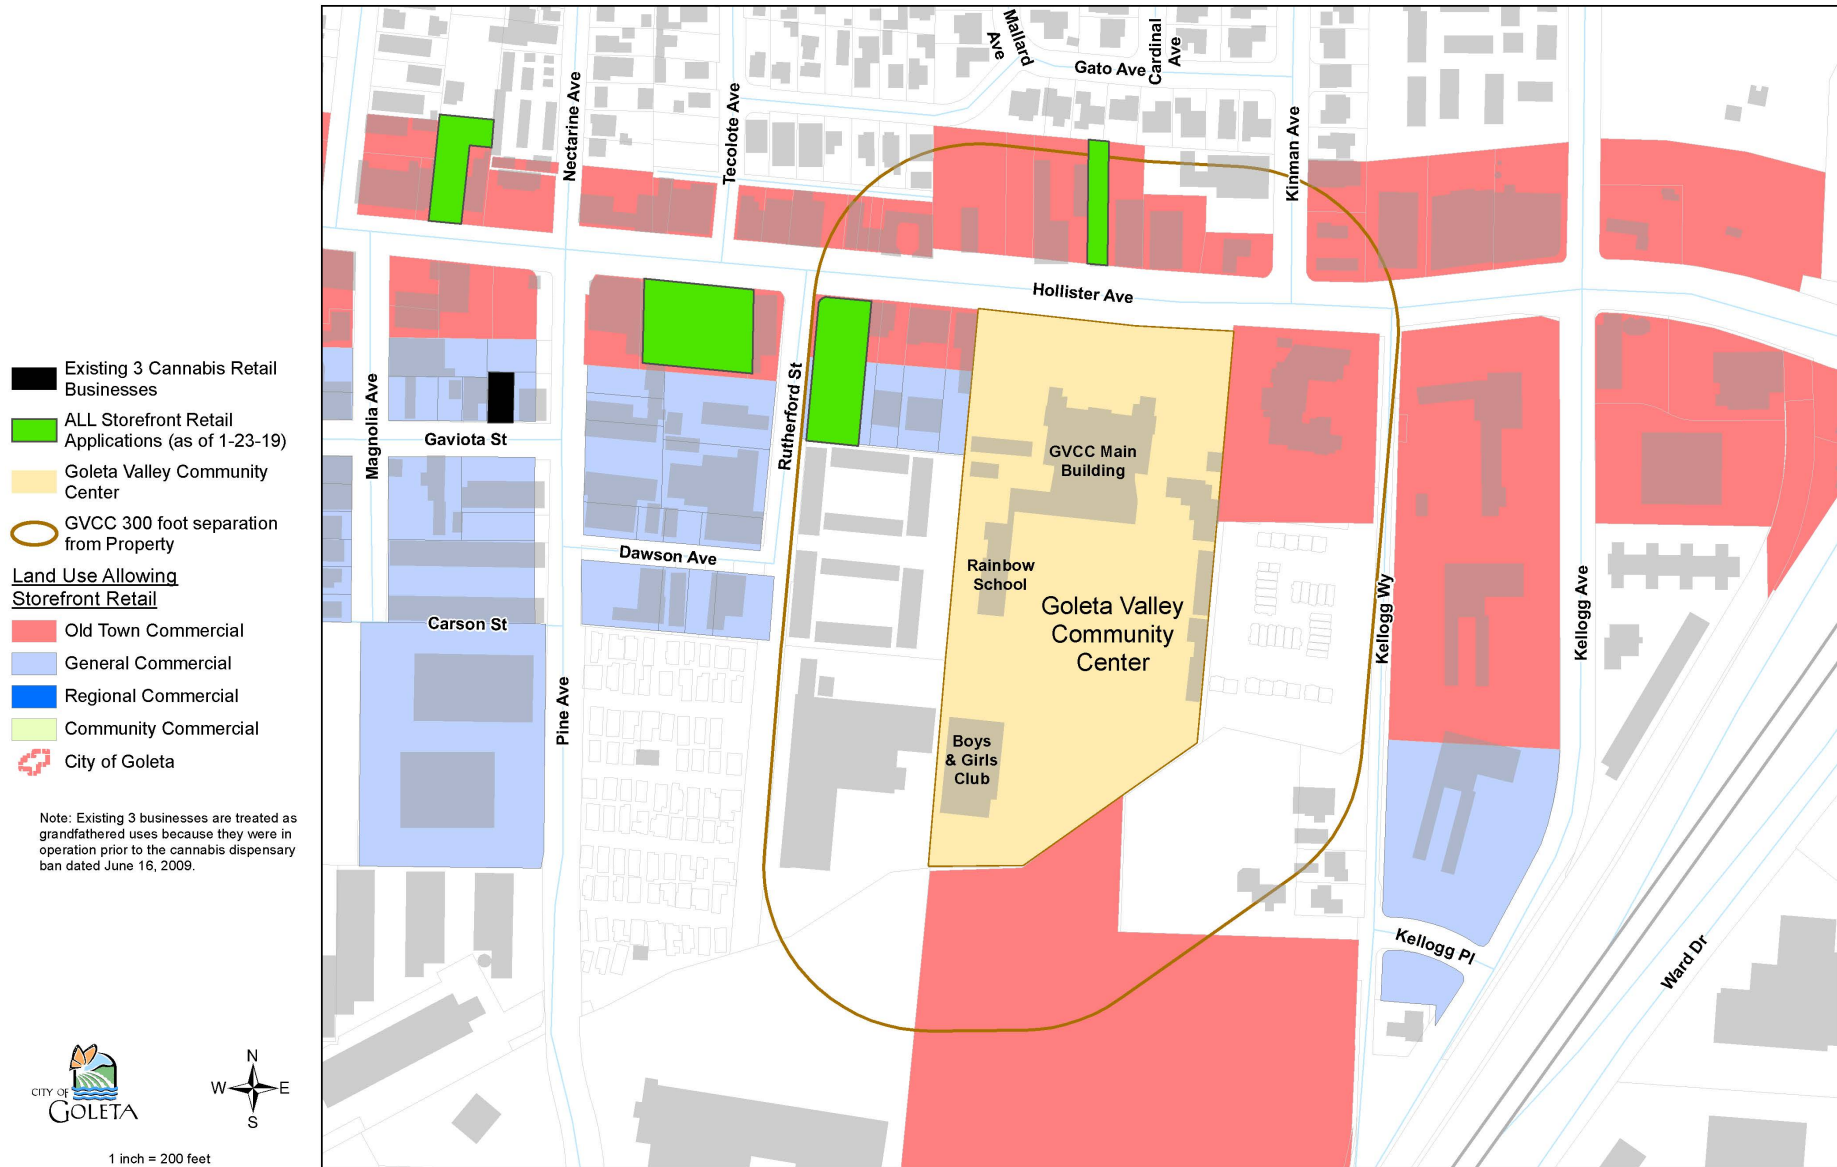 Existing 3 Cannabis Retail
Businesses
ALL Storefront Retail
Applications (as of 1-23-19)
Goleta Valley Community
Center
GVCC 300 foot separation
from Property
Land Use Allowing
Storefront Retail
Old Town Commercial
General Commercial
Regional Commercial
Community Commercial
City of Goleta
Note: Existing 3 businesses are treated as
grandfathered uses because they were in
operation prior to the cannabis dispensary
ban dated June 16, 2009.
CITY OF
GOLETA
N
W
E
S
1 inch = 200 feet
Mallard
Ave
Gato Ave
Cardinal
Ave
Nectarine Ave
Tecolote Ave
Kinman Ave
Hollister Ave
Magnolia Ave
Gaviota St
Rutherford St
GVCC Main
Building
Dawson Ave
Rainbow
School
Goleta Valley
Community
Center
Carson St
Pine Ave
Kellogg Wy
Kellogg Ave
Boys
& Girls
Club
Kellogg Pl
Ward Dr